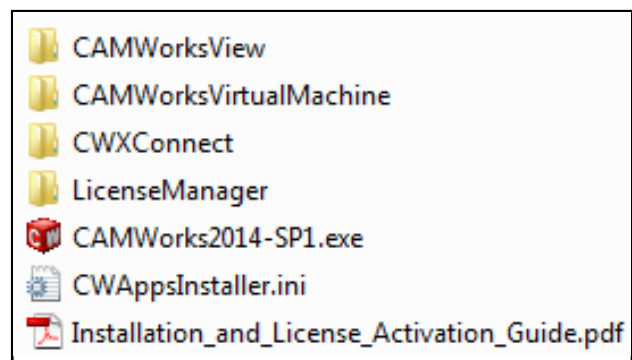 CAMWorksView
CAMWorksVirtualMachine
CWXConnect
LicenseManager
CAMWorks2014-SP1.exe
CWAppsInstaller.ini
Installation_and_License_Activation_Guide.pdf